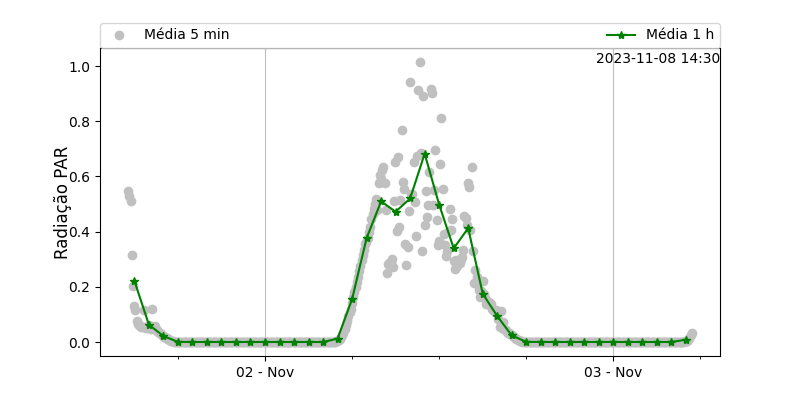 Média 5 min
Média 1 h
2023-11-08 14:30
Radiação PAR
1.0
0.8
0.6
0.4
0.2
0.0
02 - Nov
03 - Nov